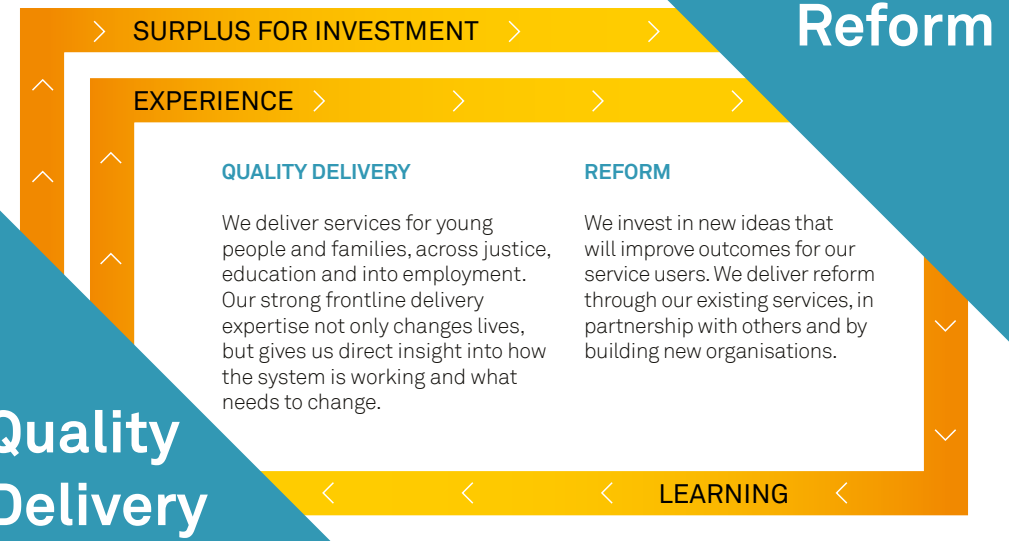 Reform
SURPLUS FOR INVESTMENT
EXPERIENCE
QUALITY DELIVERY
We deliver services for young
people and families, across justice,
education and into employment.
Our strong frontline delivery
expertise not only changes lives,
but gives us direct insight into how
the system is working and what
needs to change.
REFORM
We invest in new ideas that
will improve outcomes for our
service users. We deliver reform
through our existing services, in
partnership with others and by
building new organisations.
Quality
Delivery
LEARNING